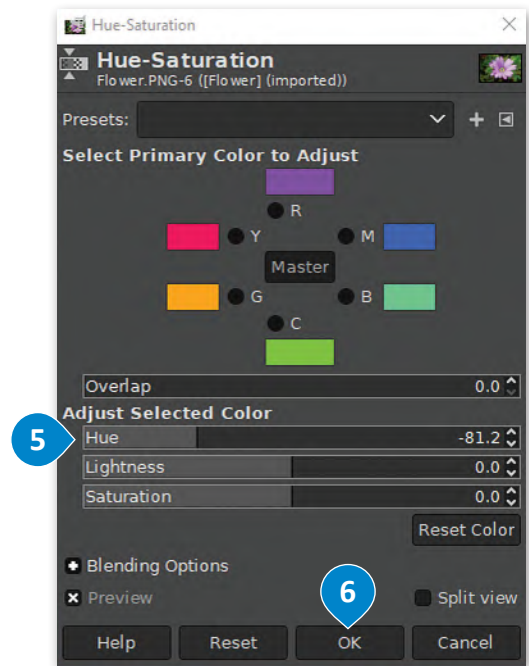 Hue-Saturation
Hue-Saturation
Flower.PNG-6 ([Flower] (imported))
Presets:
Select Primary Color to Adjust
R
Y M
Master
G B
C
Overlap 0.0
Adjust Selected Color
5 Hue -81.2
Lightness 0.0
Saturation 0.0
Reset Color
Blending Options
Preview 6 Split view
Help Reset OK Cancel